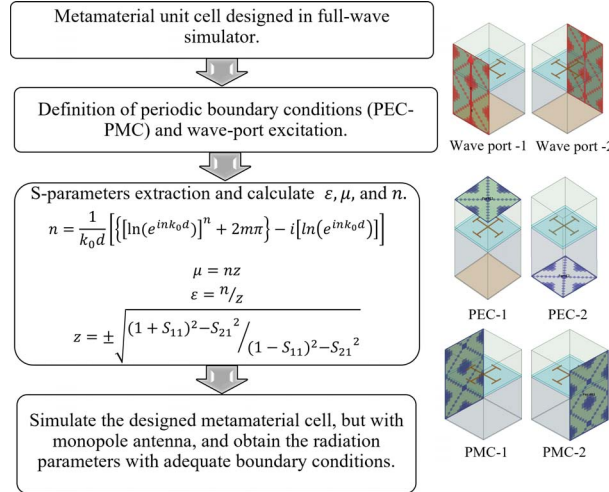 Metamaterial unit cell designed in full-wave
simulator.
Definition of periodic boundary conditions (PEC-
PMC) and wave-port excitation.
S-parameters extraction and calculate ε, μ, and n.
n = 1/(k₀d) [{[ln(e^{ink₀d})]ⁿ + 2mπ} − i[ln(e^{ink₀d})]]
μ = nz
ε = n/z
z = ± √((1 + S₁₁)² − S₂₁² / (1 − S₁₁)² − S₂₁²)
Simulate the designed metamaterial cell, but with
monopole antenna, and obtain the radiation
parameters with adequate boundary conditions.
Wave port -1
Wave port -2
PEC-1
PEC-2
PMC-1
PMC-2